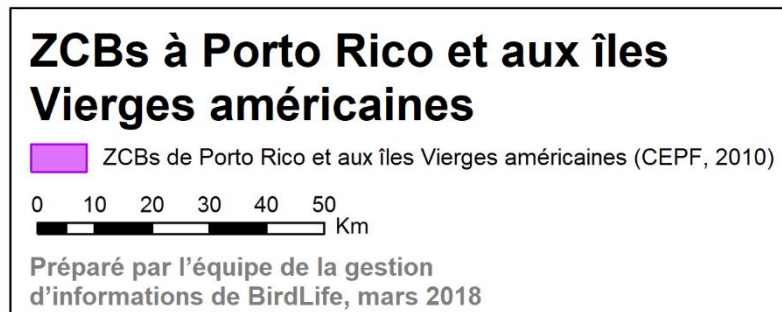 ZCBs à Porto Rico et aux îles
Vierges américaines
ZCBs de Porto Rico et aux îles Vierges américaines (CEPF, 2010)
0 10 20 30 40 50
Km
Préparé par l’équipe de la gestion
d’informations de BirdLife, mars 2018